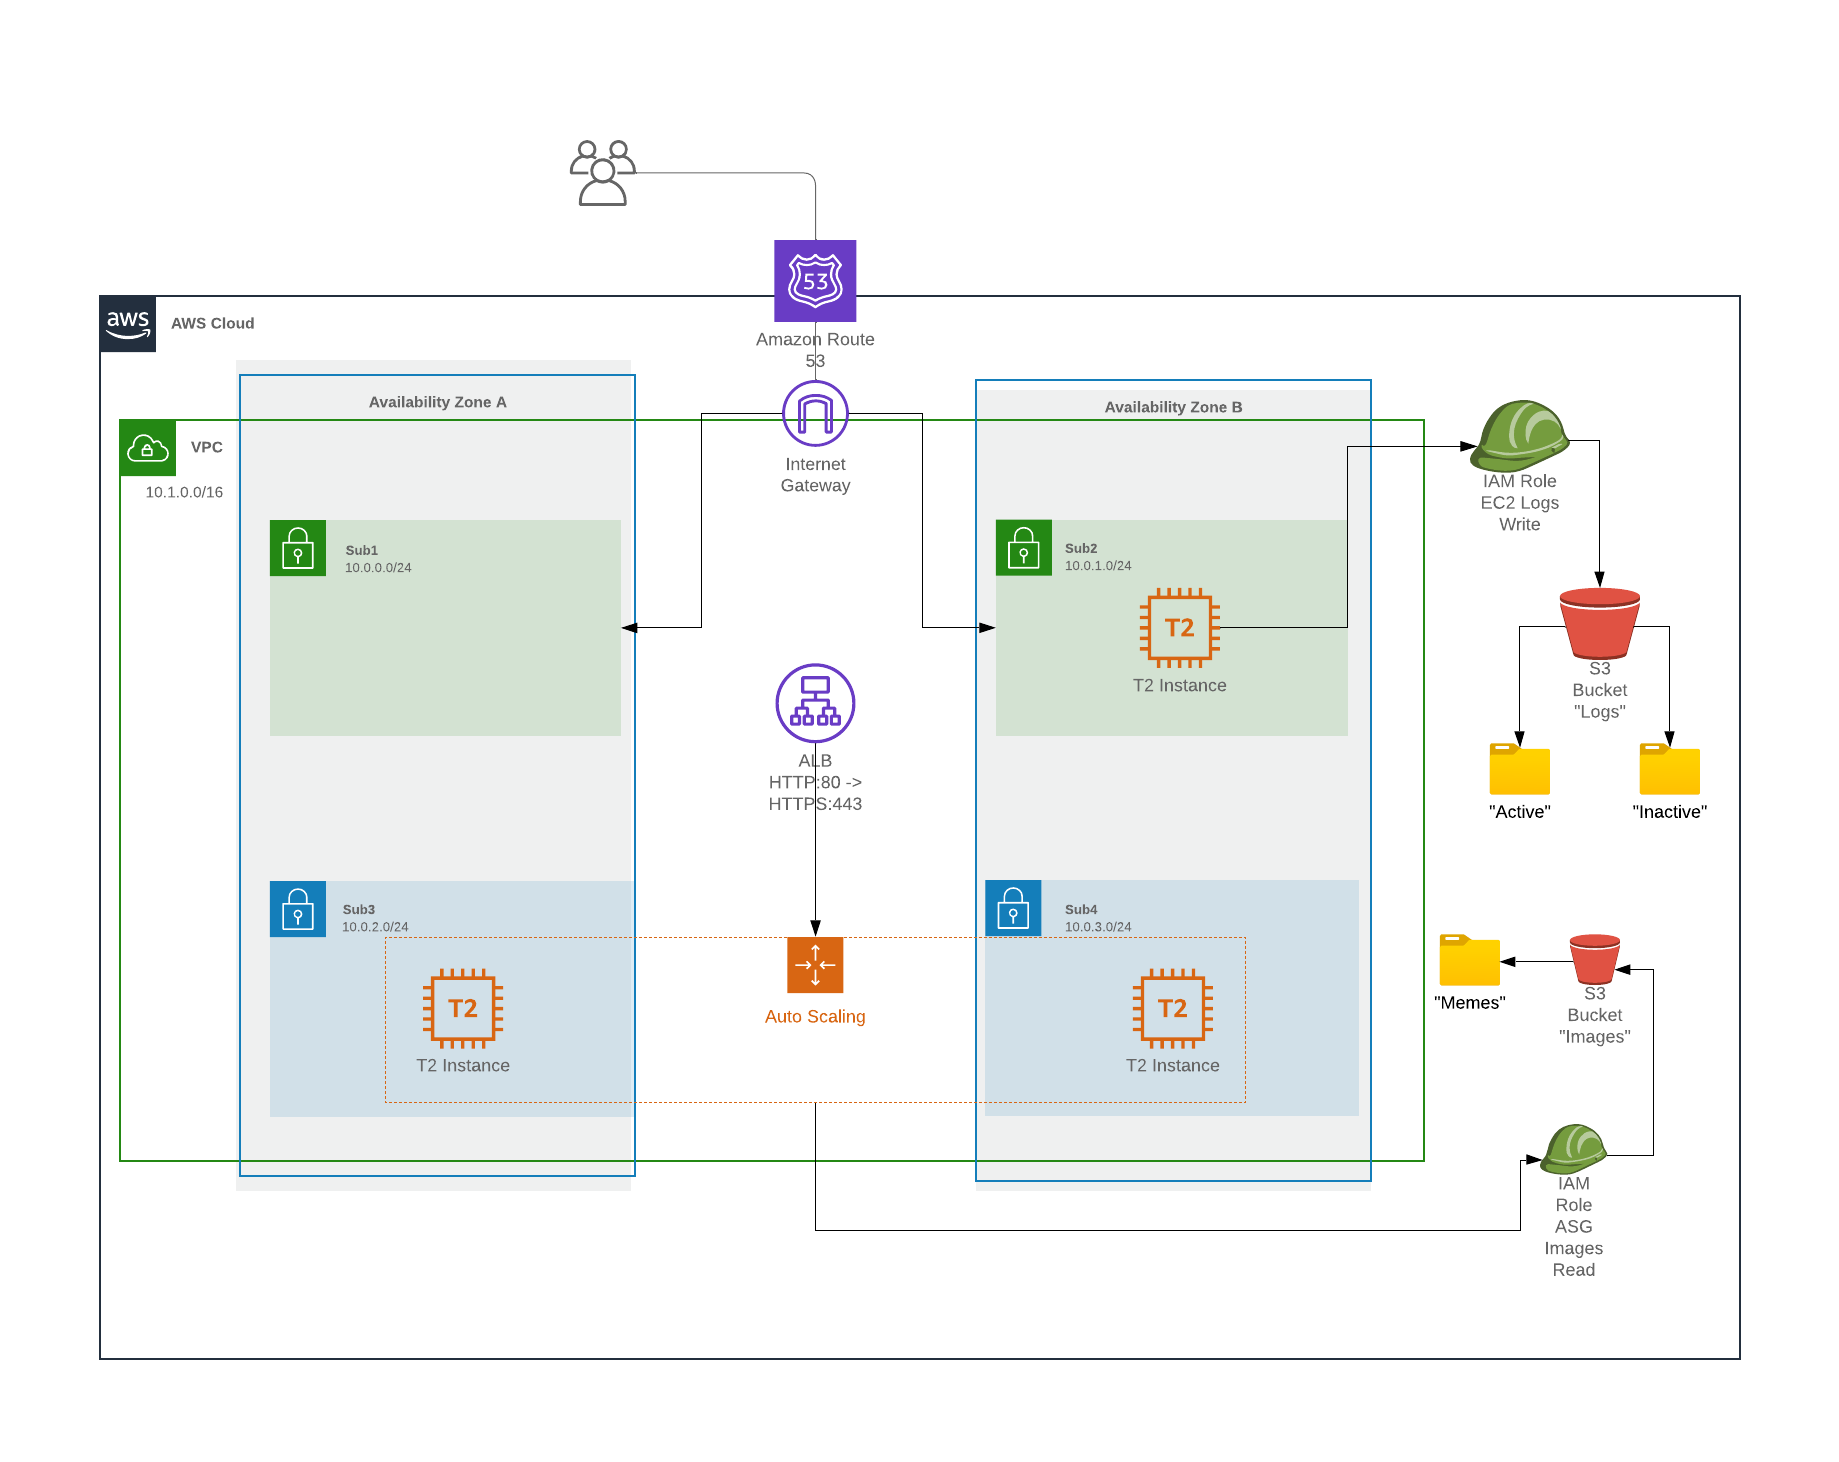 53
Amazon Route
53
aws
AWS Cloud
Availability Zone A
Availability Zone B
VPC
10.1.0.0/16
Internet
Gateway
IAM Role
EC2 Logs
Write
Sub1
10.0.0.0/24
Sub2
10.0.1.0/24
T2
T2 Instance
S3
Bucket
"Logs"
ALB
HTTP:80 ->
HTTPS:443
"Active"
"Inactive"
Sub3
10.0.2.0/24
Sub4
10.0.3.0/24
T2
T2 Instance
Auto Scaling
T2
T2 Instance
"Memes"
S3
Bucket
"Images"
IAM
Role
ASG
Images
Read